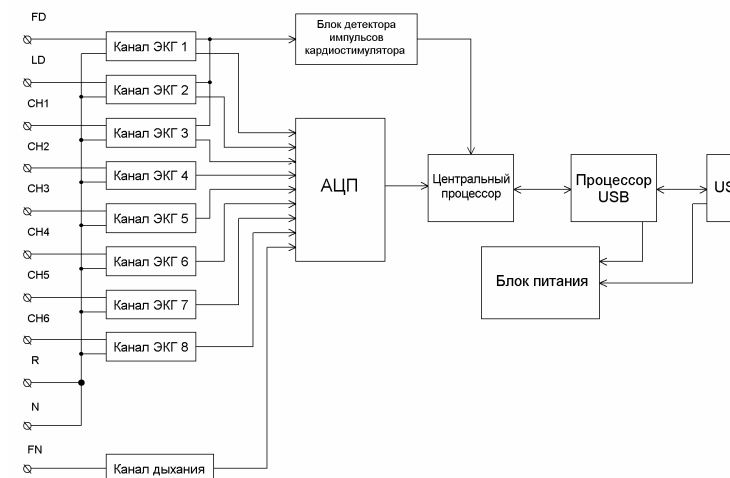 FD
LD
CH1
CH2
CH3
CH4
CH5
CH6
R
N
FN
Канал ЭКГ 1
Канал ЭКГ 2
Канал ЭКГ 3
Канал ЭКГ 4
Канал ЭКГ 5
Канал ЭКГ 6
Канал ЭКГ 7
Канал ЭКГ 8
Канал дыхания
Блок детектора
импульсов
кардиостимулятора
АЦП
Центральный
процессор
Процессор
USB
Блок питания